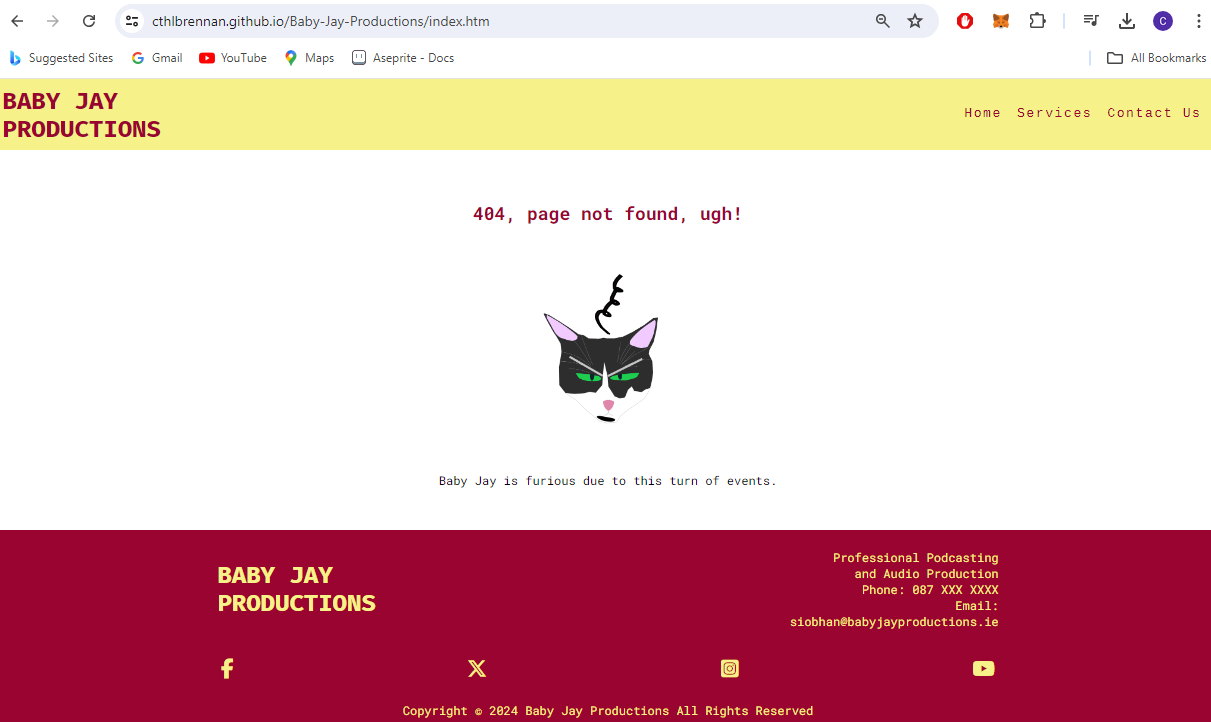 cthlbrennan.github.io/Baby-Jay-Productions/index.htm
C
Suggested Sites Gmail YouTube Maps Aseprite - Docs All Bookmarks
BABY JAY
PRODUCTIONS
Home Services Contact Us
404, page not found, ugh!
Baby Jay is furious due to this turn of events.
BABY JAY
PRODUCTIONS
Professional Podcasting
and Audio Production
Phone: 087 XXX XXXX
Email:
siobhan@babyjayproductions.ie
Copyright © 2024 Baby Jay Productions All Rights Reserved